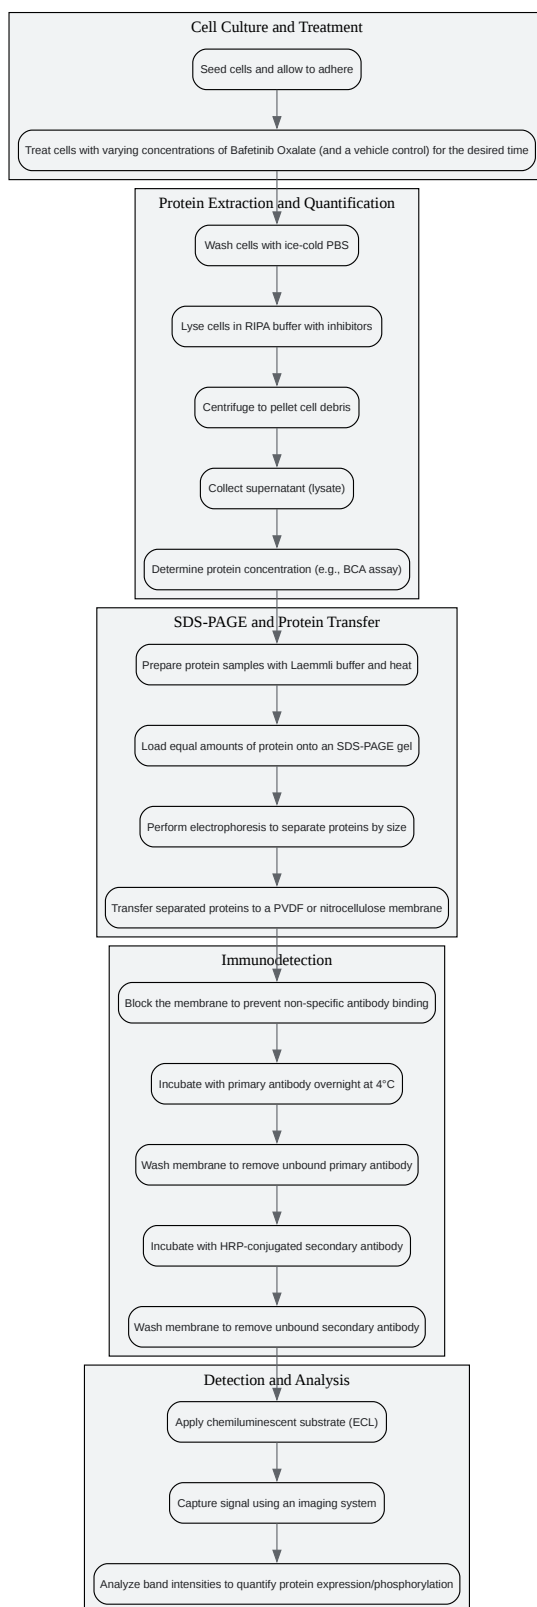 Cell Culture and Treatment
Seed cells and allow to adhere
Treat cells with varying concentrations of Bafetinib Oxalate (and a vehicle control) for the desired time
Protein Extraction and Quantification
Wash cells with ice-cold PBS
Lyse cells in RIPA buffer with inhibitors
Centrifuge to pellet cell debris
Collect supernatant (lysate)
Determine protein concentration (e.g., BCA assay)
SDS-PAGE and Protein Transfer
Prepare protein samples with Laemmli buffer and heat
Load equal amounts of protein onto an SDS-PAGE gel
Perform electrophoresis to separate proteins by size
Transfer separated proteins to a PVDF or nitrocellulose membrane
Immunodetection
Block the membrane to prevent non-specific antibody binding
Incubate with primary antibody overnight at 4°C
Wash membrane to remove unbound primary antibody
Incubate with HRP-conjugated secondary antibody
Wash membrane to remove unbound secondary antibody
Detection and Analysis
Apply chemiluminescent substrate (ECL)
Capture signal using an imaging system
Analyze band intensities to quantify protein expression/phosphorylation